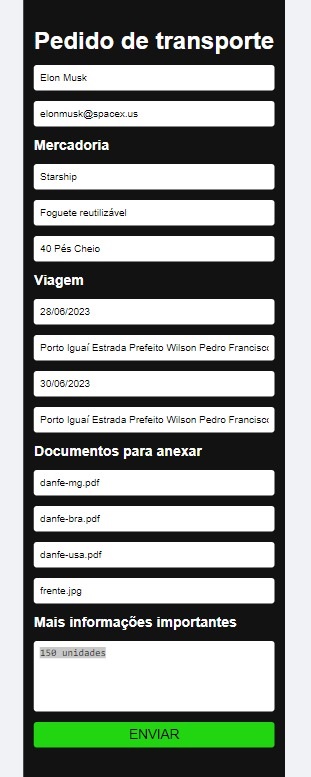 Pedido de transporte
Elon Musk
elonmusk@spacex.us
Mercadoria
Starship
Foguete reutilizável
40 Pés Cheio
Viagem
28/06/2023
Porto Iguaí Estrada Prefeito Wilson Pedro Francisco
30/06/2023
Porto Iguaí Estrada Prefeito Wilson Pedro Francisco
Documentos para anexar
danfe-mg.pdf
danfe-bra.pdf
danfe-usa.pdf
frente.jpg
Mais informações importantes
150 unidades
ENVIAR